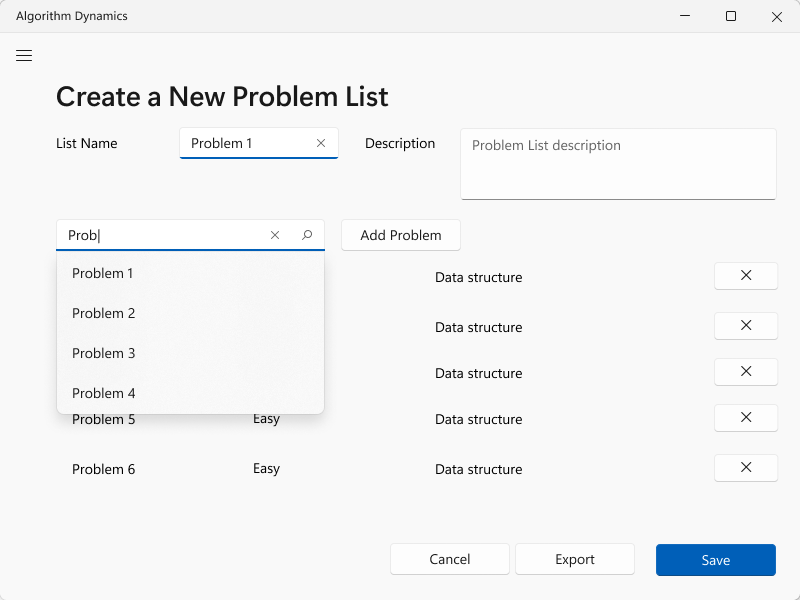 Algorithm Dynamics
Create a New Problem List
List Name
Problem 1
Description
Problem List description
Prob
Add Problem
Problem 1
Data structure
Problem 2
Data structure
Problem 3
Data structure
Problem 4
Problem 5
Easy
Data structure
Problem 6
Easy
Data structure
Cancel
Export
Save